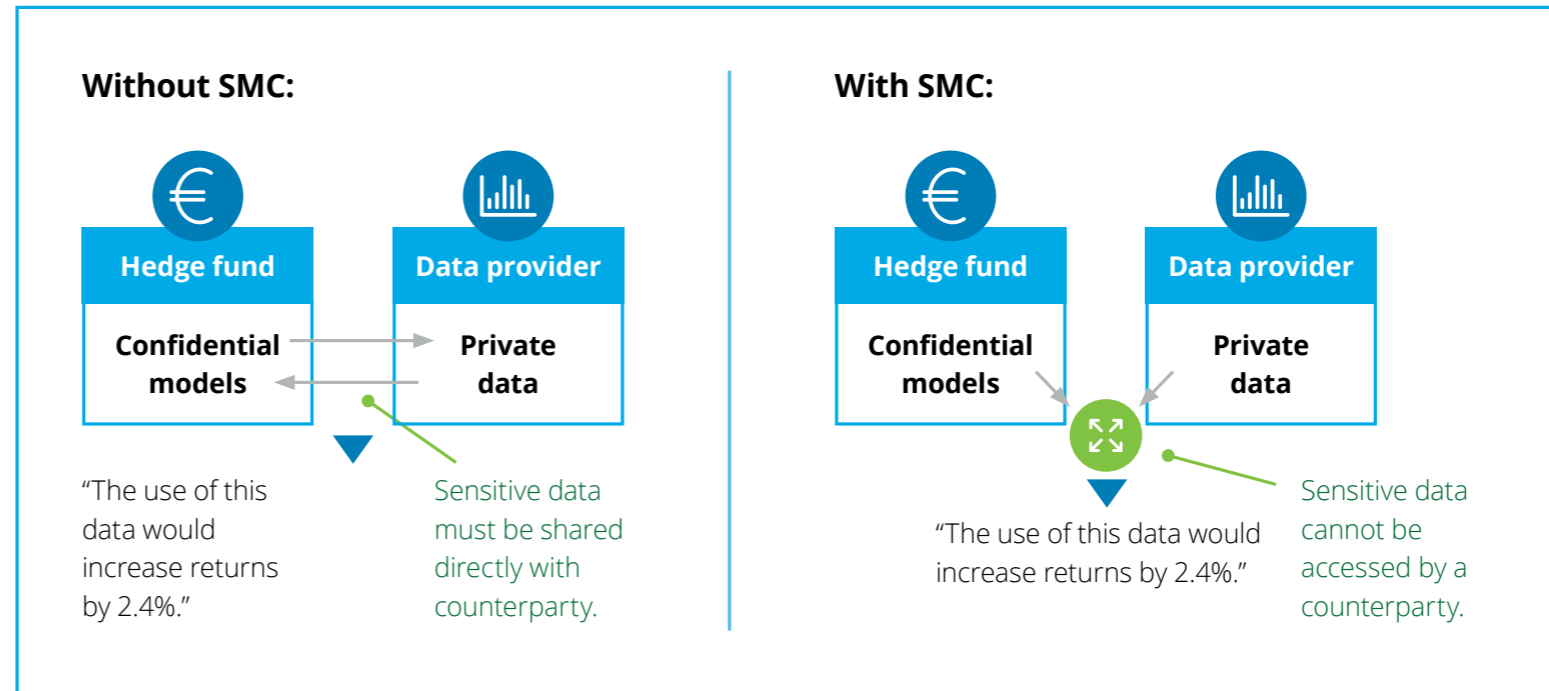 Without SMC:
Hedge fund
Data provider
Confidential
models
Private
data
“The use of this
data would
increase returns
by 2.4%.”
Sensitive data
must be shared
directly with
counterparty.
With SMC:
Hedge fund
Data provider
Confidential
models
Private
data
“The use of this data would
increase returns by 2.4%.”
Sensitive data
cannot be
accessed by a
counterparty.